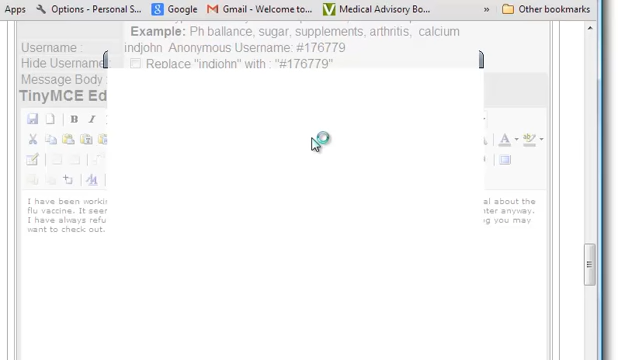 Apps Options - Personal S... Google Gmail - Welcome to... Medical Advisory Bo... » Other bookmarks
Example: Ph ballance, sugar, supplements, arthritis, calcium
Username : indjohn Anonymous Username: #176779
Hide Username
Replace "indjohn" with : "#176779"
Message Body :
TinyMCE Ed
B I
A
I have been workin
al about the
flu vaccine. It seem
nter anyway.
I have always refu
ng you may
want to check out.